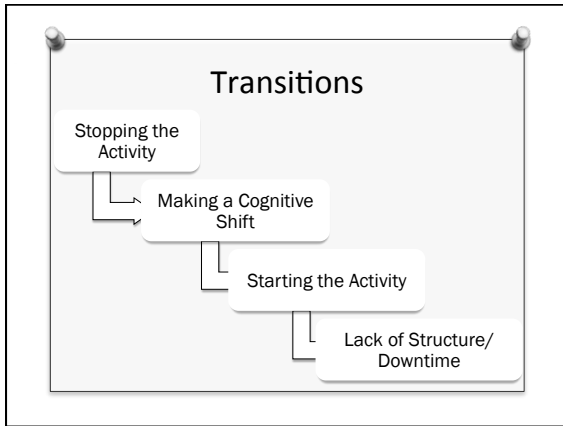 Transitions
Stopping the
Activity
Making a Cognitive
Shift
Starting the Activity
Lack of Structure/
Downtime